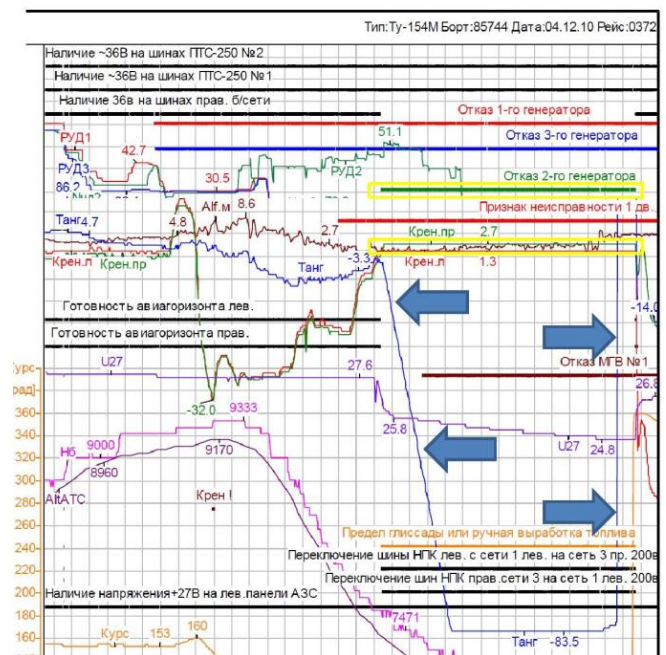 Тип:Ту-154М Борт:85744 Дата:04.12.10 Рейс:0372
Наличие ~36В на шинах ПТС-250 №2
Наличие ~36В на шинах ПТС-250 №1
Наличие 36в на шинах прав. б/сети
Отказ 1-го генератора
51.1
РУД1
42.7
Отказ 3-го генератора
РУД3
РУД2
86.2
30.5
Отказ 2-го генератора
Alf.м 8.6
Признак неисправности 1 дв.
Танг 4.7
4.8
2.7
Крен.пр 2.7
Крен.л
Крен.пр
Танг
-3.3
Крен.л 1.3
Готовность авиагоризонта лев.
-14.0
Готовность авиагоризонта прав.
U27
27.6
Отказ МГВ №1
26.8
-32.0
9333
360
340
Нб
9000
9170
25.8
U27
24.8
320
8960
300
AltАТС
Крен !
280
260
Предел глиссады или ручная выработка топлива
240
Переключение шины НПК лев. с сети 1 лев. на сеть 3 пр. 200в
220
Переключение шин НПК прав.сети 3 на сеть 1 лев. 200в
200
Наличие напряжения+27В на лев.панели АЗС
180
7471
160
Курс
153
160
Танг
-83.5